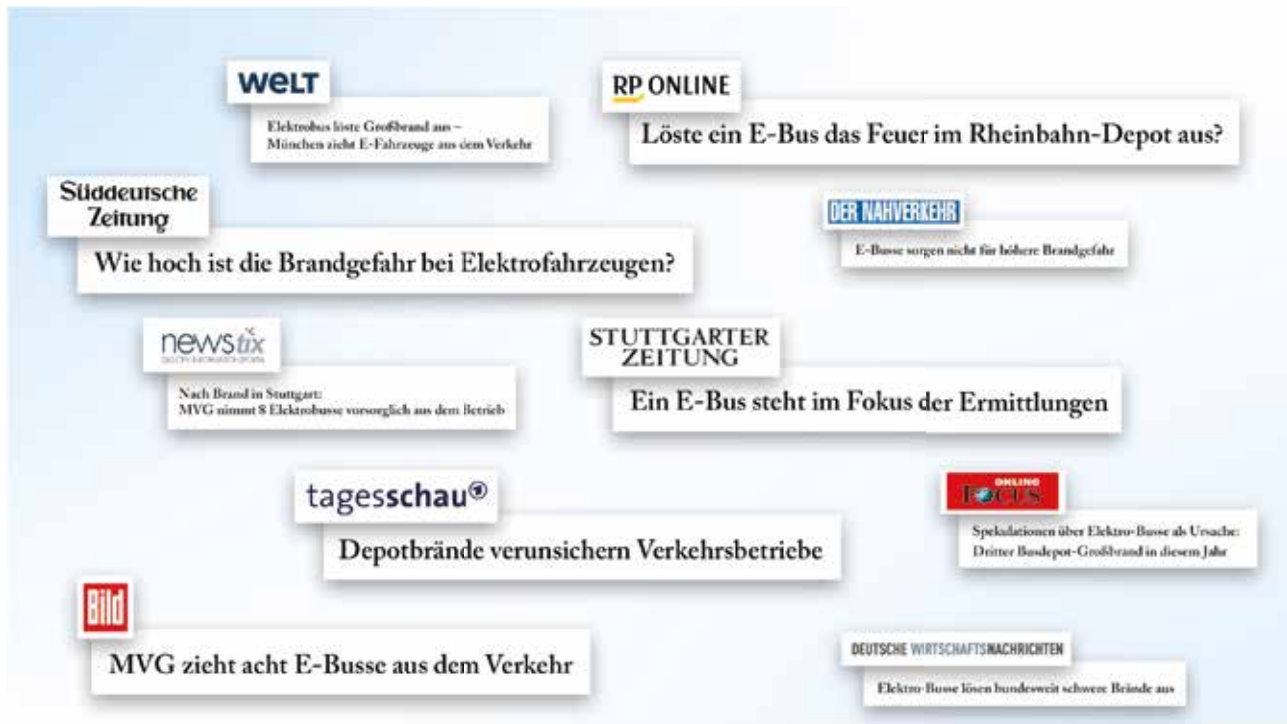 WELT
Elektrobus löste Großbrand aus –
München zieht E-Fahrzeuge aus dem Verkehr
RP ONLINE
Löste ein E-Bus das Feuer im Rheinbahn-Depot aus?
Süddeutsche
Zeitung
Wie hoch ist die Brandgefahr bei Elektrofahrzeugen?
DER NAHVERKEHR
E-Busse sorgen nicht für höhere Brandgefahr
newstix
Nach Brand in Stuttgart:
MVG nimmt 8 Elektrobusse vorsorglich aus dem Betrieb
STUTTGARTER
ZEITUNG
Ein E-Bus steht im Fokus der Ermittlungen
tagesschau
Depotbrände verunsichern Verkehrsbetriebe
ONLINE
FOCUS
Spekulationen über Elektro-Busse als Ursache:
Dritter Busdepot-Großbrand in diesem Jahr
Bild
MVG zieht acht E-Busse aus dem Verkehr
DEUTSCHE WIRTSCHAFTSNACHRICHTEN
Elektro-Busse lösen bundesweit schwere Brände aus